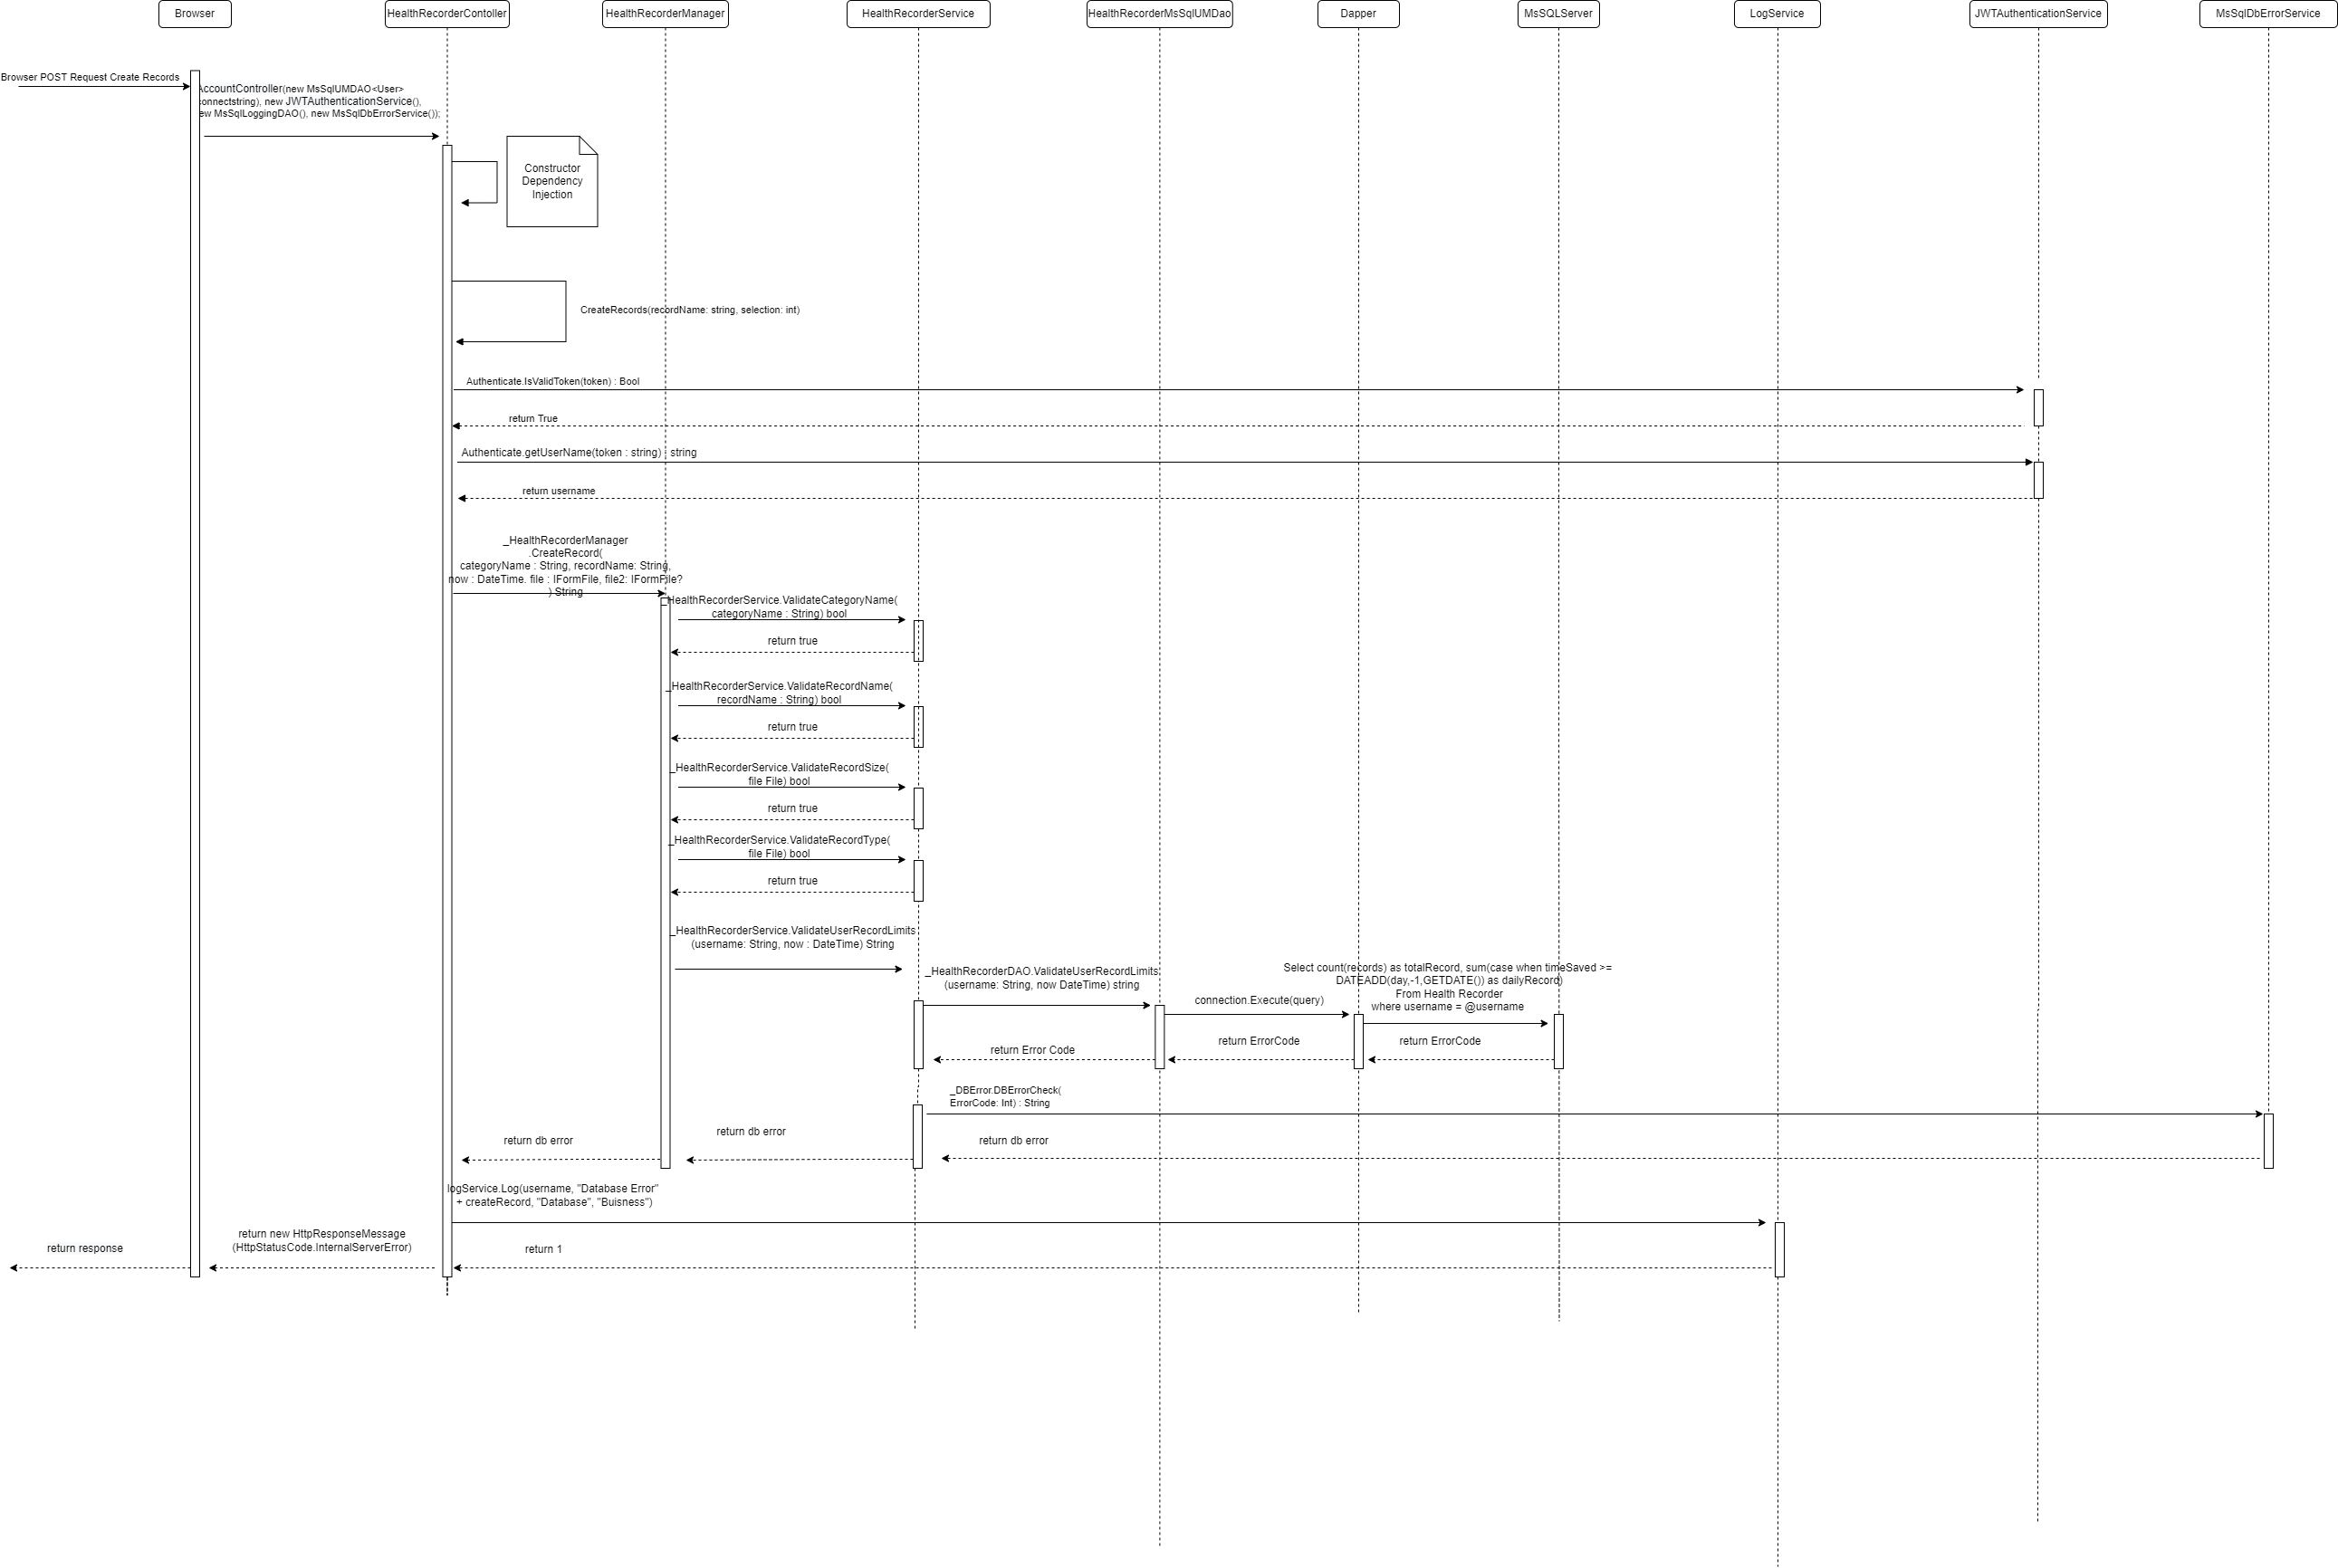 Browser
HealthRecorderContoller
HealthRecorderManager
HealthRecorderService
HealthRecorderMsSqlUMDao
Dapper
MsSQLServer
LogService
JWTAuthenticationService
MsSqlDbErrorService
Browser POST Request Create Records
AccountController(new MsSqlUMDAO<User>
connectstring), new JWTAuthenticationService(),
new MsSqlLoggingDAO(), new MsSqlDbErrorService());
Constructor
Dependency
Injection
CreateRecords(recordName: string, selection: int)
Authenticate.IsValidToken(token) : Bool
return True
Authenticate.getUserName(token : string) : string
return username
_HealthRecorderManager
.CreateRecord(
categoryName : String, recordName: String,
now : DateTime. file : IFormFile, file2: IFormFile?
) String
_HealthRecorderService.ValidateCategoryName(
categoryName : String) bool
return true
_HealthRecorderService.ValidateRecordName(
recordName : String) bool
return true
_HealthRecorderService.ValidateRecordSize(
file File) bool
return true
_HealthRecorderService.ValidateRecordType(
file File) bool
return true
_HealthRecorderService.ValidateUserRecordLimits
(username: String, now : DateTime) String
_HealthRecorderDAO.ValidateUserRecordLimits
(username: String, now DateTime) string
connection.Execute(query)
Select count(records) as totalRecord, sum(case when timeSaved >=
DATEADD(day,-1,GETDATE()) as dailyRecord)
From Health Recorder
where username = @username
return ErrorCode
return ErrorCode
return Error Code
_DBError.DBErrorCheck(
ErrorCode: Int) : String
return db error
return db error
return db error
logService.Log(username, "Database Error"
+ createRecord, "Database", "Buisness")
return 1
return new HttpResponseMessage
(HttpStatusCode.InternalServerError)
return response